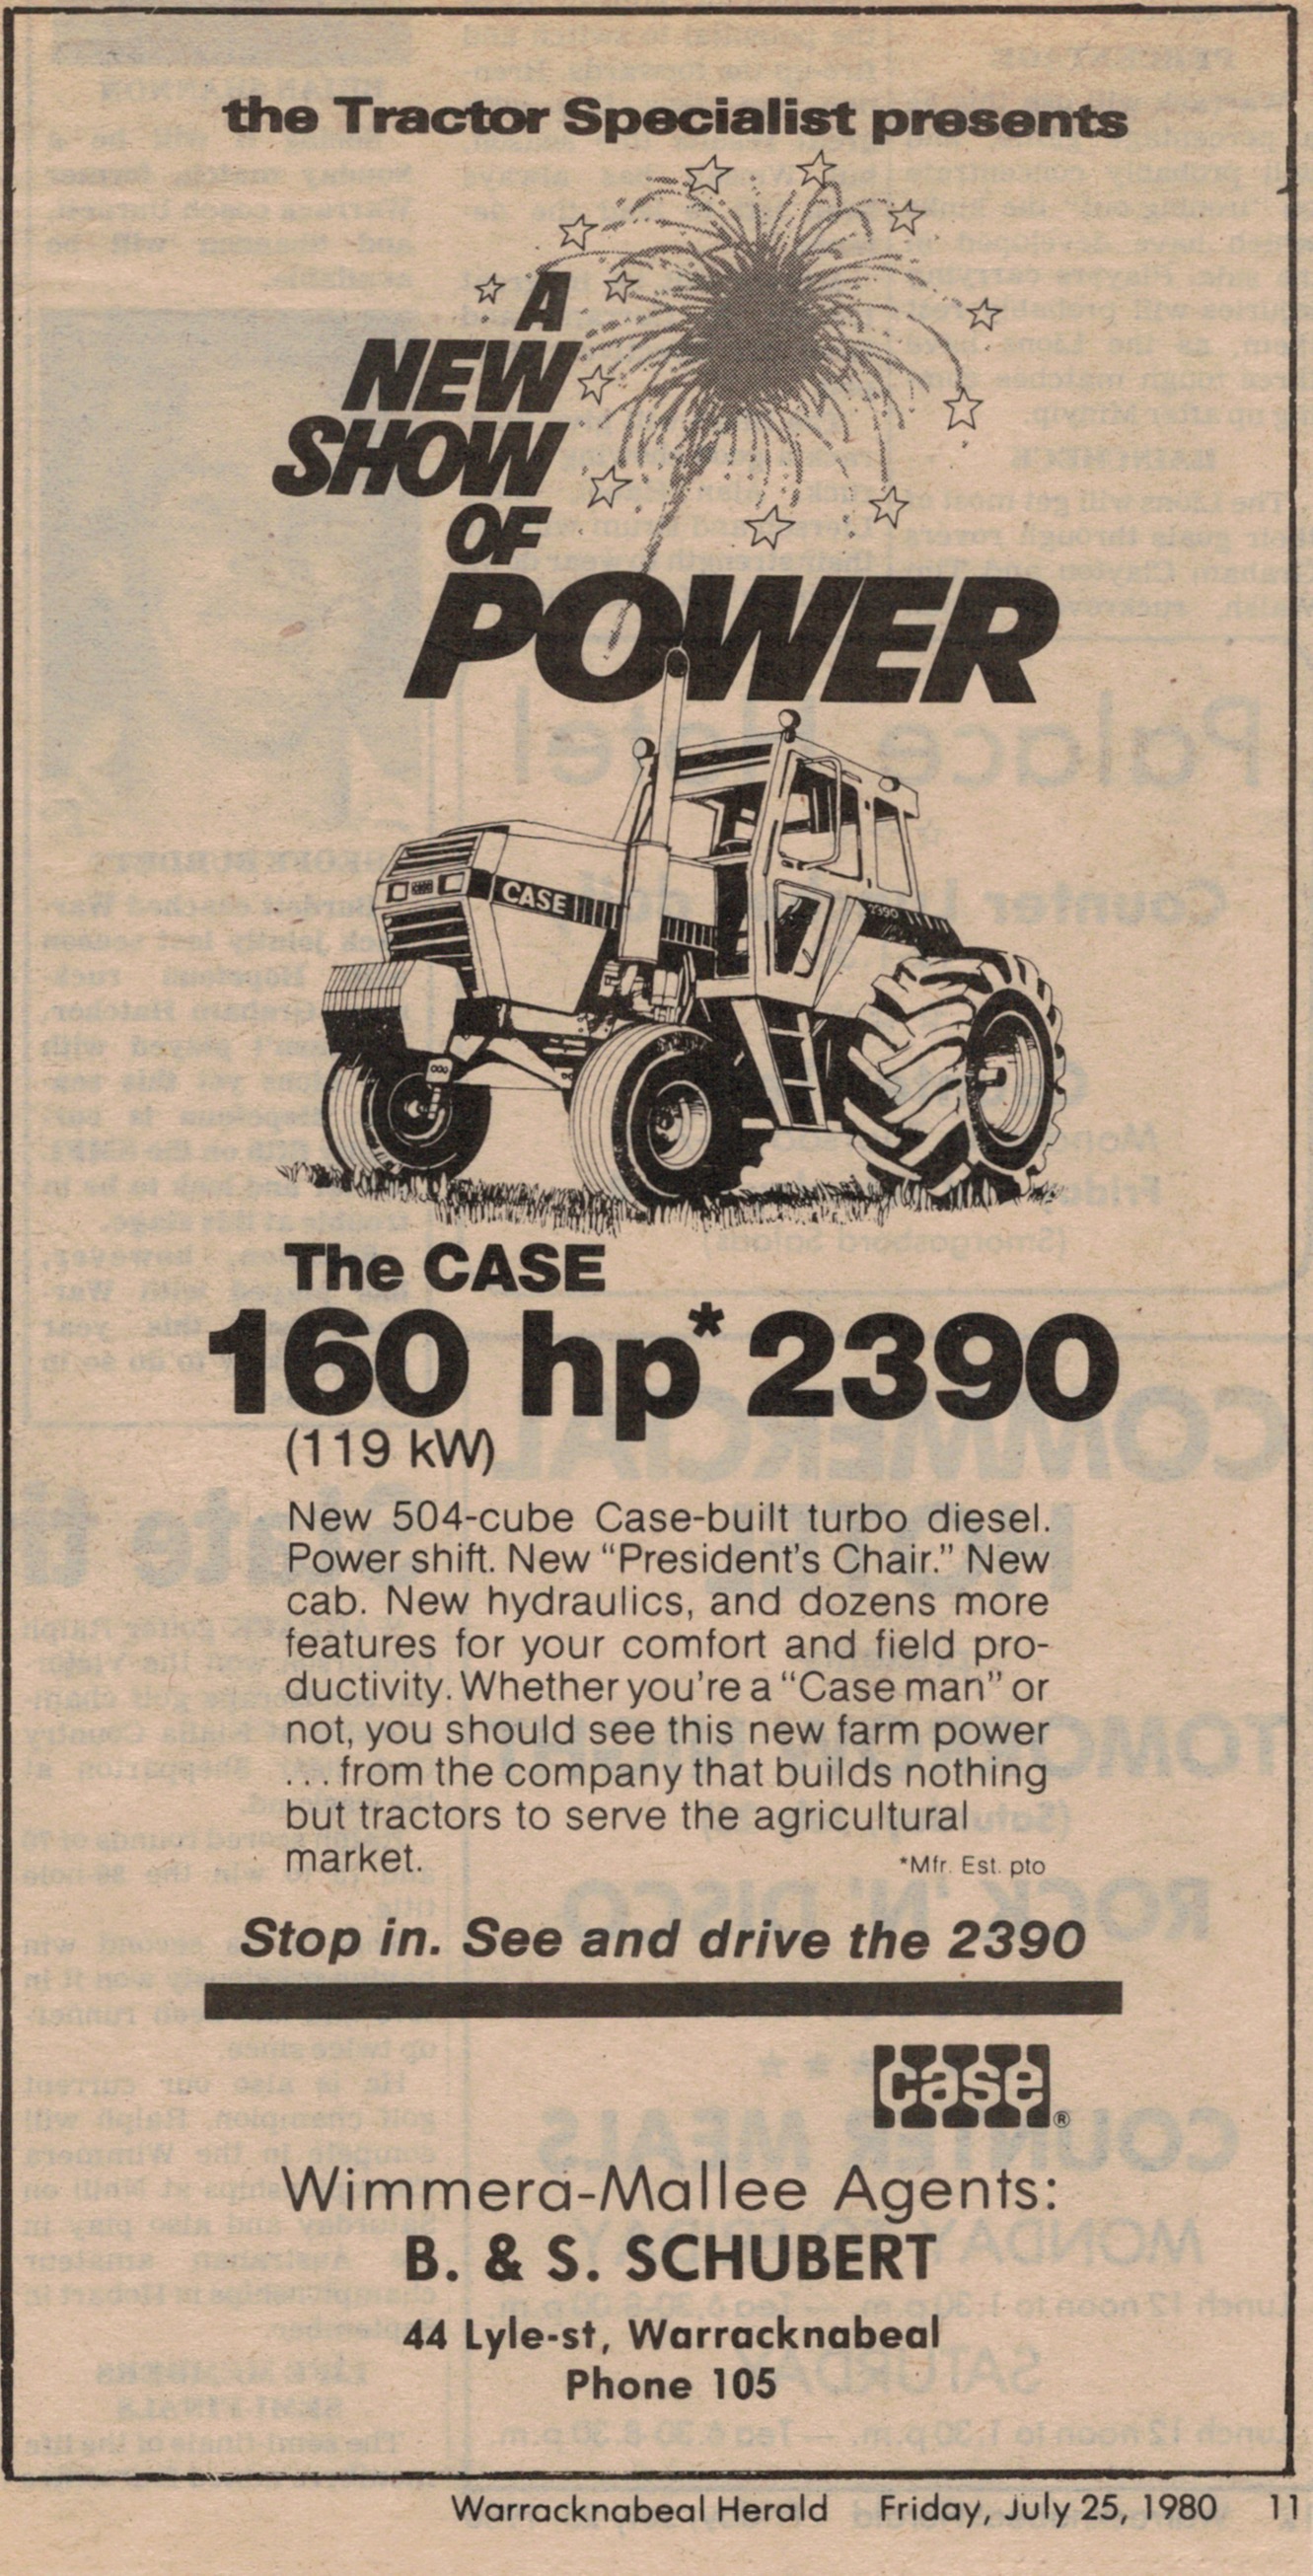 the Tractor Specialist presents
A
NEW
SHOW
OF
POWER
CASE
2390
The CASE
160 hp* 2390
(119 kW)
New 504-cube Case-built turbo diesel.
Power shift. New “President's Chair.” New
cab. New hydraulics, and dozens more
features for your comfort and field pro-
ductivity. Whether you're a “Case man” or
not, you should see this new farm power
... from the company that builds nothing
but tractors to serve the agricultural
market.
*Mfr. Est. pto
Stop in. See and drive the 2390
case®
Wimmera-Mallee Agents:
B. & S. SCHUBERT
44 Lyle-st, Warracknabeal
Phone 105
Warracknabeal Herald Friday, July 25, 1980 11